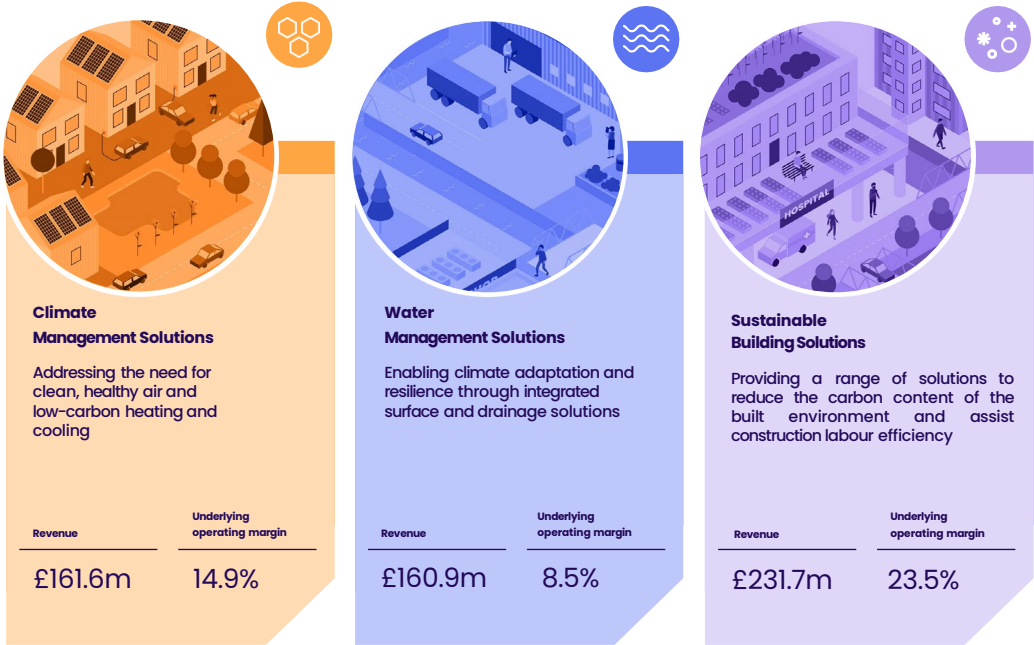 Climate
Management Solutions
Addressing the need for
clean, healthy air and
low-carbon heating and
cooling
Revenue
Underlying
operating margin
£161.6m
14.9%
Water
Management Solutions
Enabling climate adaptation and
resilience through integrated
surface and drainage solutions
Revenue
Underlying
operating margin
£160.9m
8.5%
HOSPITAL
Sustainable
Building Solutions
Providing a range of solutions to
reduce the carbon content of the
built environment and assist
construction labour efficiency
Revenue
Underlying
operating margin
£231.7m
23.5%